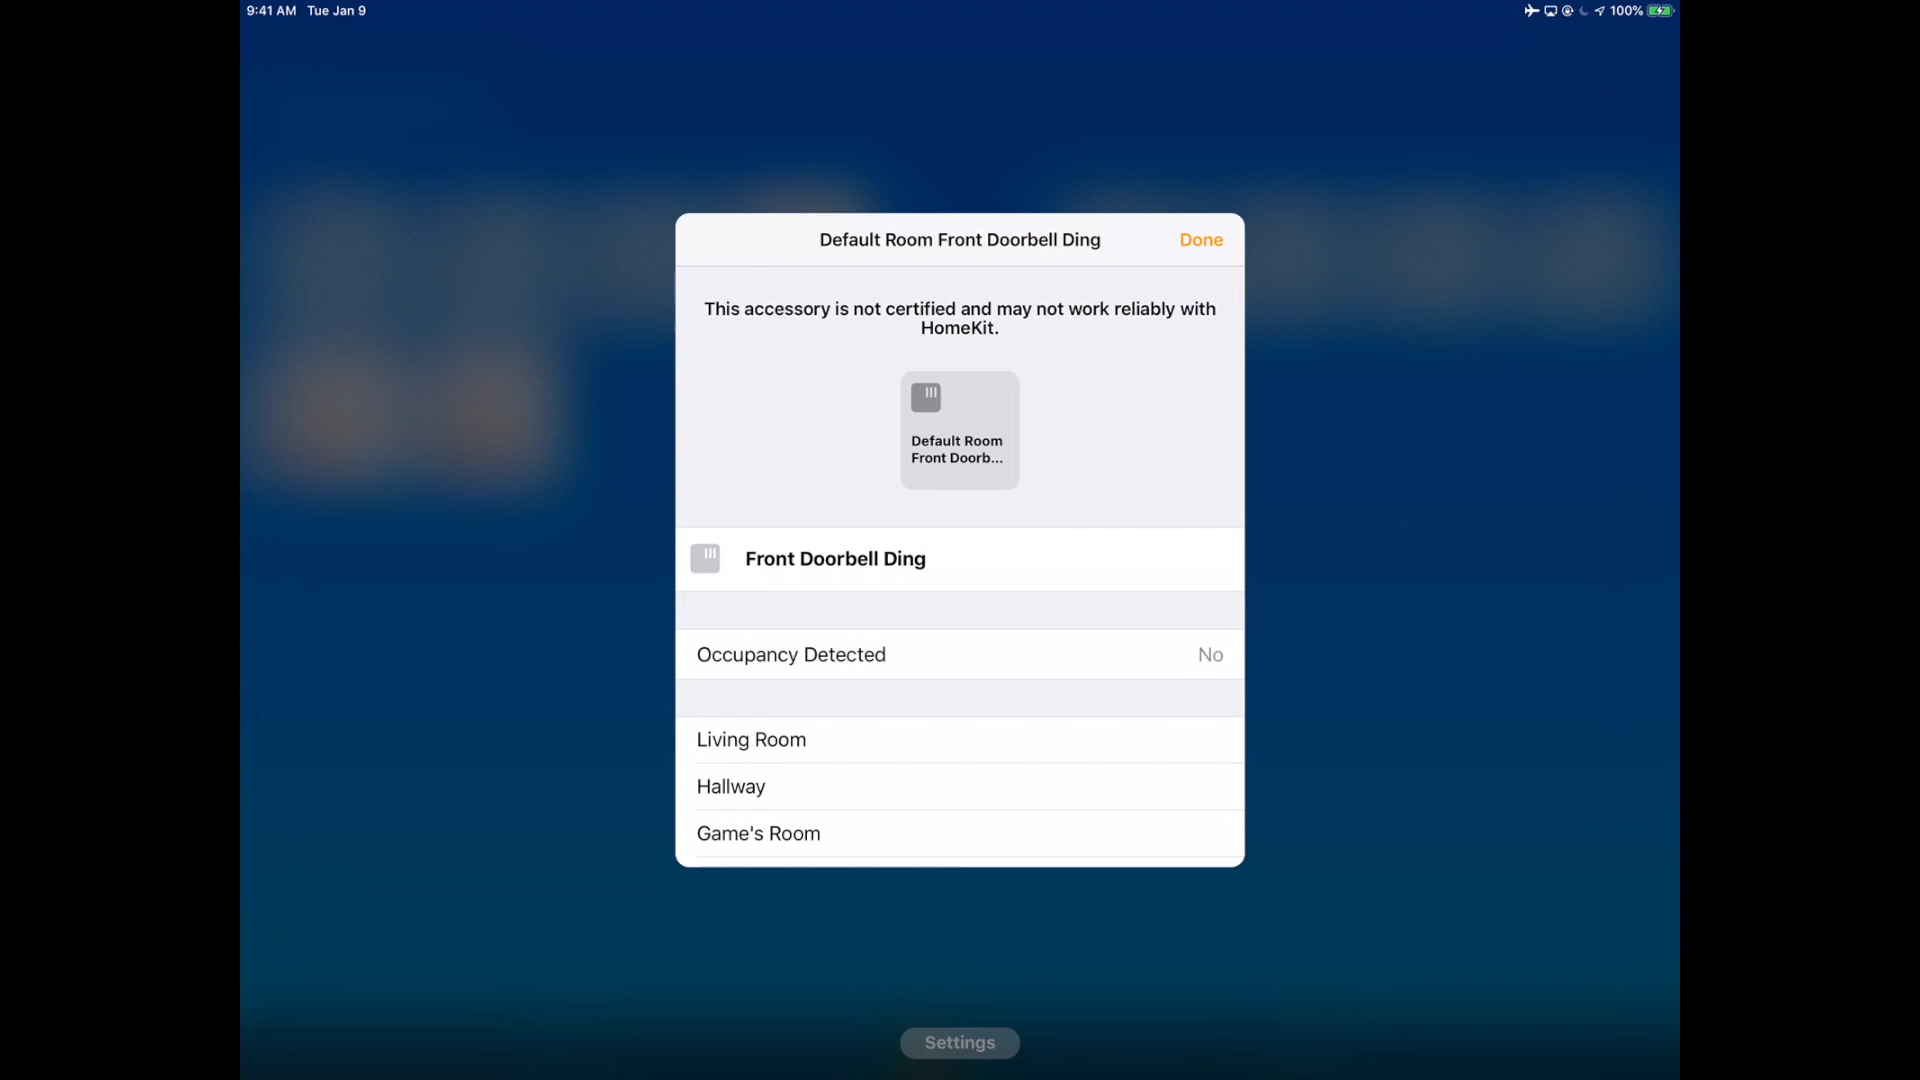 9:41 AM Tue Jan 9
100%
Default Room Front Doorbell Ding
Done
This accessory is not certified and may not work reliably with
HomeKit.
Default Room
Front Doorb...
Front Doorbell Ding
Occupancy Detected
No
Living Room
Hallway
Game's Room
Settings